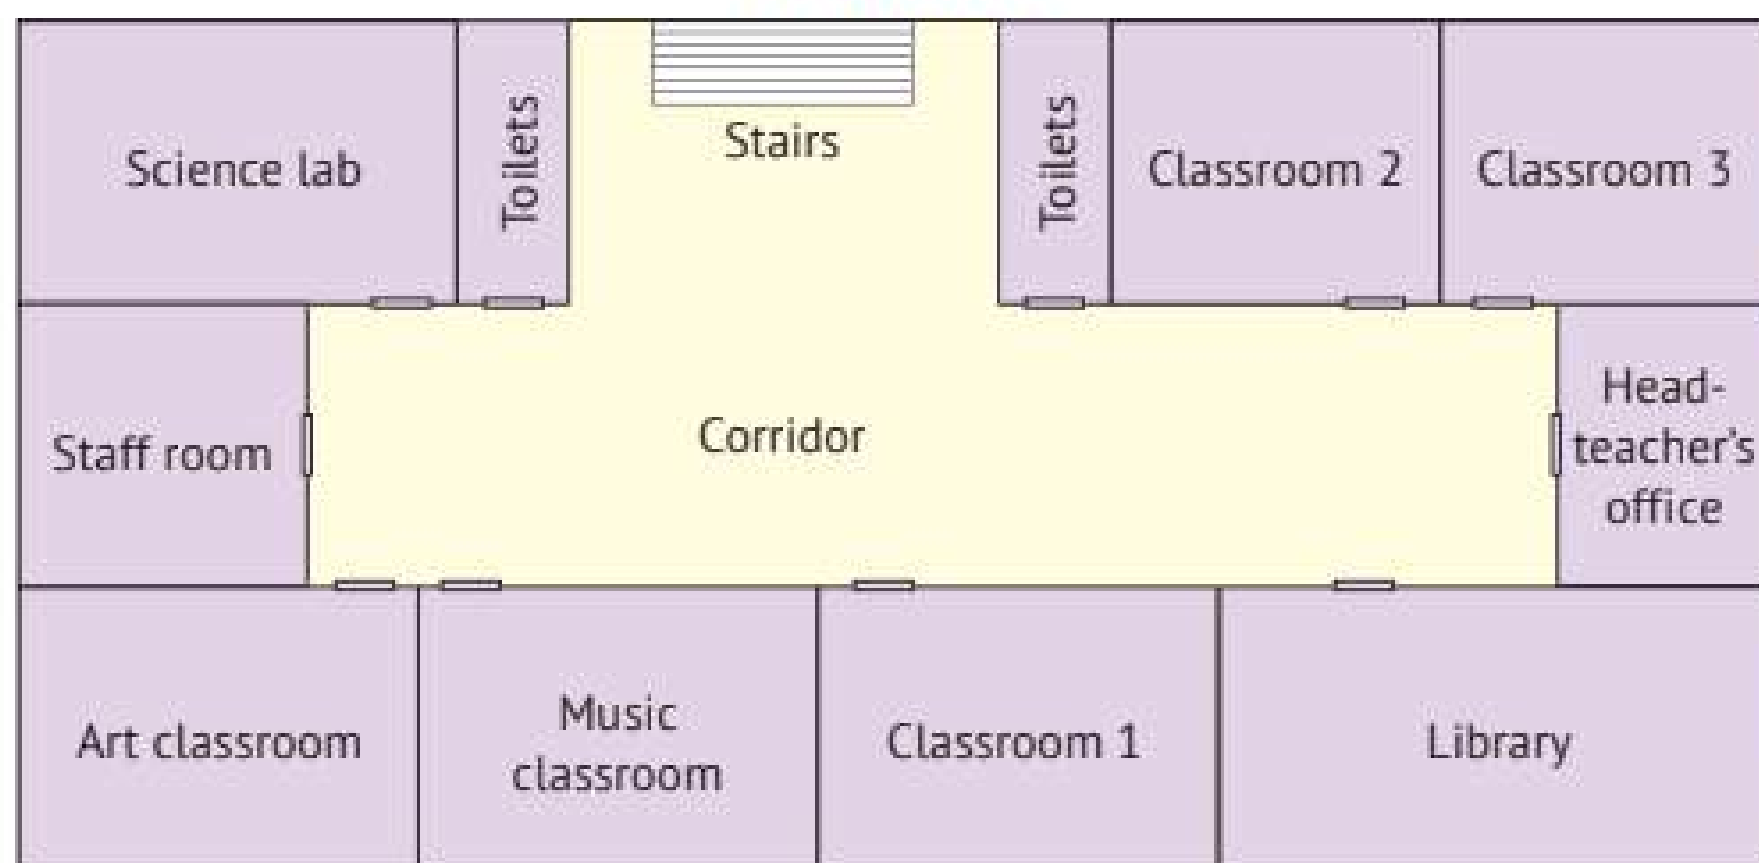 Science lab
Toilets
Stairs
Toilets
Classroom 2
Classroom 3
Staff room
Corridor
Head-
teacher's
office
Art classroom
Music
classroom
Classroom 1
Library